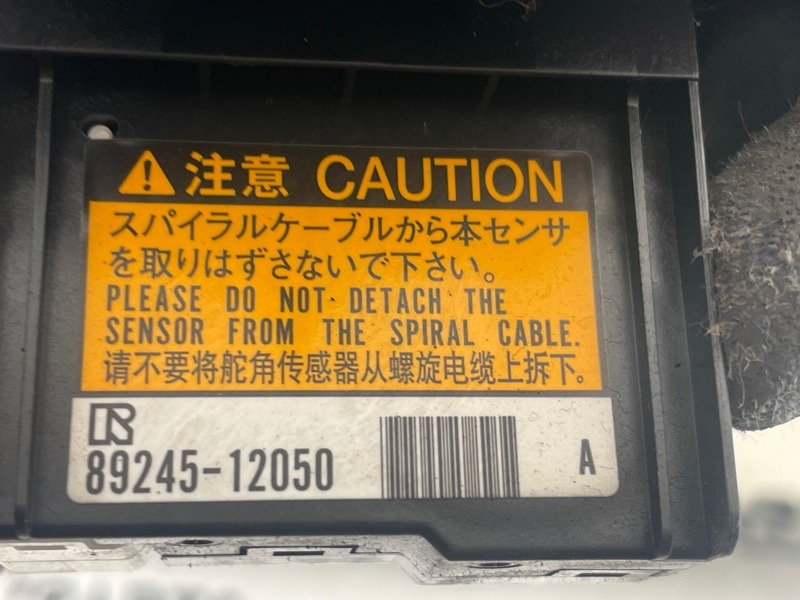 注意 CAUTION
スパイラルケーブルから本センサ
を取りはずさないで下さい。
PLEASE DO NOT DETACH THE
SENSOR FROM THE SPIRAL CABLE.
请不要将舵角传感器从螺旋电缆上拆下。
R
89245-12050
A